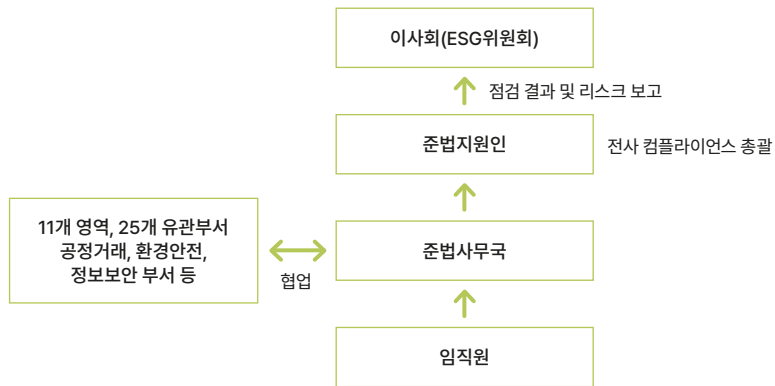 이사회(ESG위원회)
점검 결과 및 리스크 보고
준법지원인
전사 컴플라이언스 총괄
11개 영역, 25개 유관부서
공정거래, 환경안전,
정보보안 부서 등
협업
준법사무국
임직원